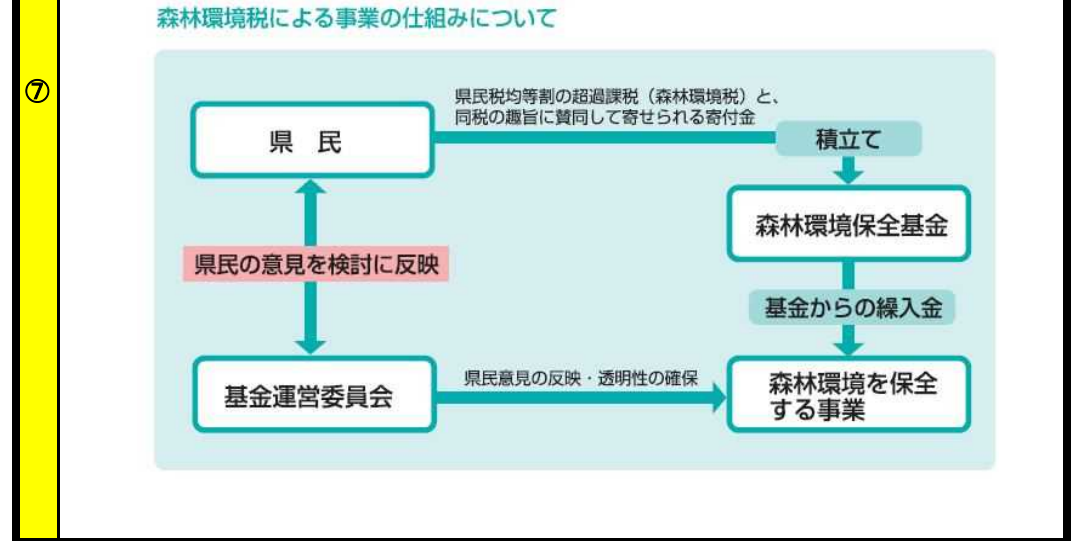 森林環境税による事業の仕組みについて
⑦
県民税均等割の超過課税（森林環境税）と、
同税の趣旨に賛同して寄せられる寄付金
県　民
積立て
森林環境保全基金
県民の意見を検討に反映
基金からの繰入金
基金運営委員会
県民意見の反映・透明性の確保
森林環境を保全
する事業